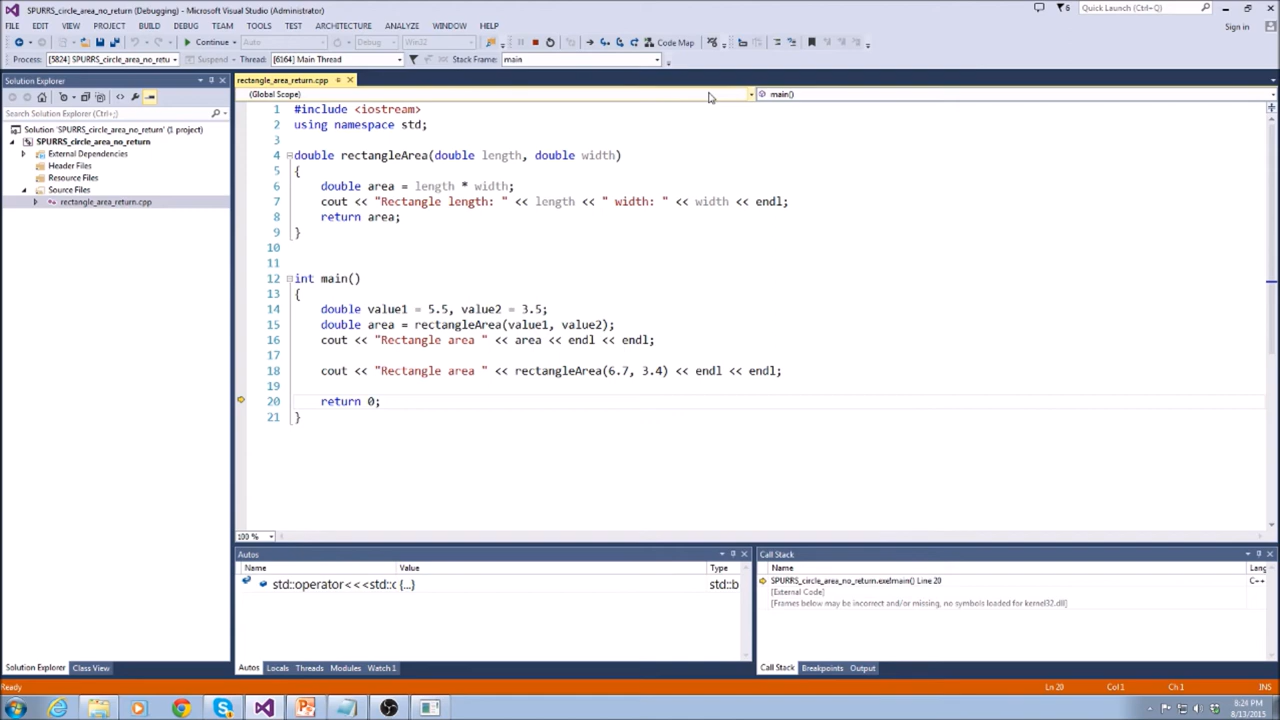 SPURRS_circle_area_no_return (Debugging) - Microsoft Visual Studio (Administrator)
6
Quick Launch (Ctrl+Q)
FILE EDIT VIEW PROJECT BUILD DEBUG TEAM TOOLS TEST ARCHITECTURE ANALYZE WINDOW HELP
Sign in
Continue Auto Debug Win32 Code Map
Process: [5824] SPURRS_circle_area_no_retu Suspend Thread: [6164] Main Thread Stack Frame: main
Solution Explorer
Search Solution Explorer (Ctrl+;)
Solution 'SPURRS_circle_area_no_return' (1 project)
SPURRS_circle_area_no_return
External Dependencies
Header Files
Resource Files
Source Files
rectangle_area_return.cpp
Solution Explorer Class View
rectangle_area_return.cpp
(Global Scope) main()
1 #include <iostream>
2 using namespace std;
3
4 double rectangleArea(double length, double width)
5 {
6 double area = length * width;
7 cout << "Rectangle length: " << length << " width: " << width << endl;
8 return area;
9 }
10
11
12 int main()
13 {
14 double value1 = 5.5, value2 = 3.5;
15 double area = rectangleArea(value1, value2);
16 cout << "Rectangle area " << area << endl << endl;
17
18 cout << "Rectangle area " << rectangleArea(6.7, 3.4) << endl << endl;
19
20 return 0;
21 }
100 %
Autos
Name Value Type
std::operator<<<std::c {...} std::b
Autos Locals Threads Modules Watch 1
Call Stack
Name Lang
SPURRS_circle_area_no_return.exe!main() Line 20 C++
[External Code]
[Frames below may be incorrect and/or missing, no symbols loaded for kernel32.dll]
Call Stack Breakpoints Output
Ready Ln 20 Col 1 Ch 1 INS
8:24 PM
8/13/2015